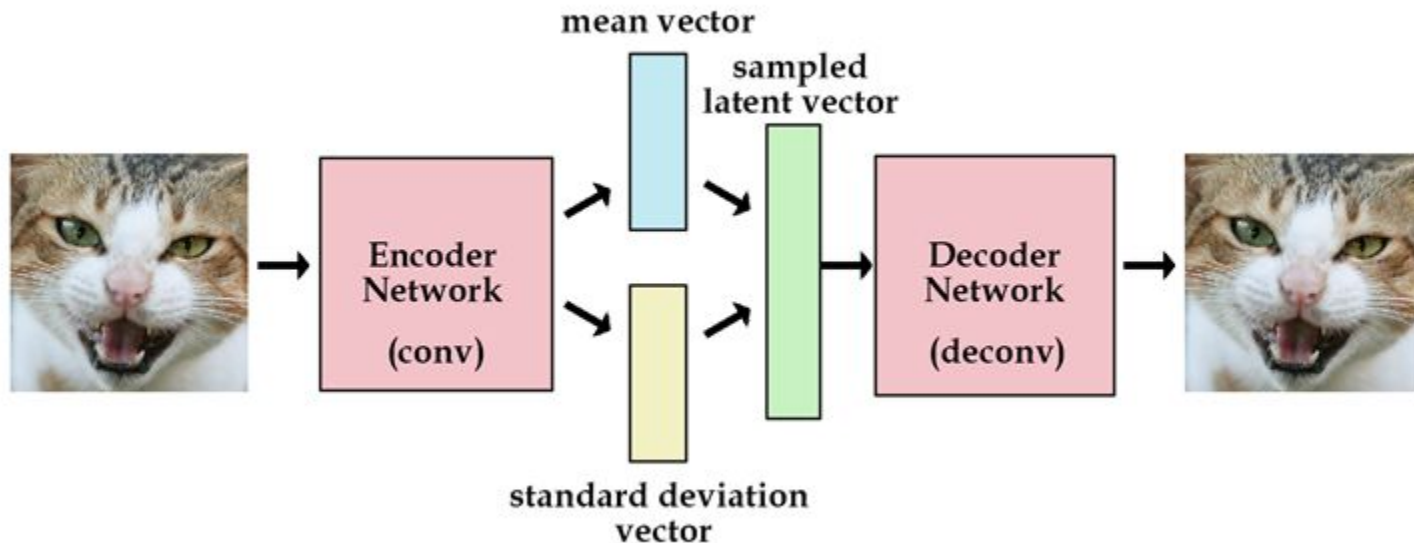 mean vector
sampled
latent vector
Encoder
Network
(conv)
Decoder
Network
(deconv)
standard deviation
vector